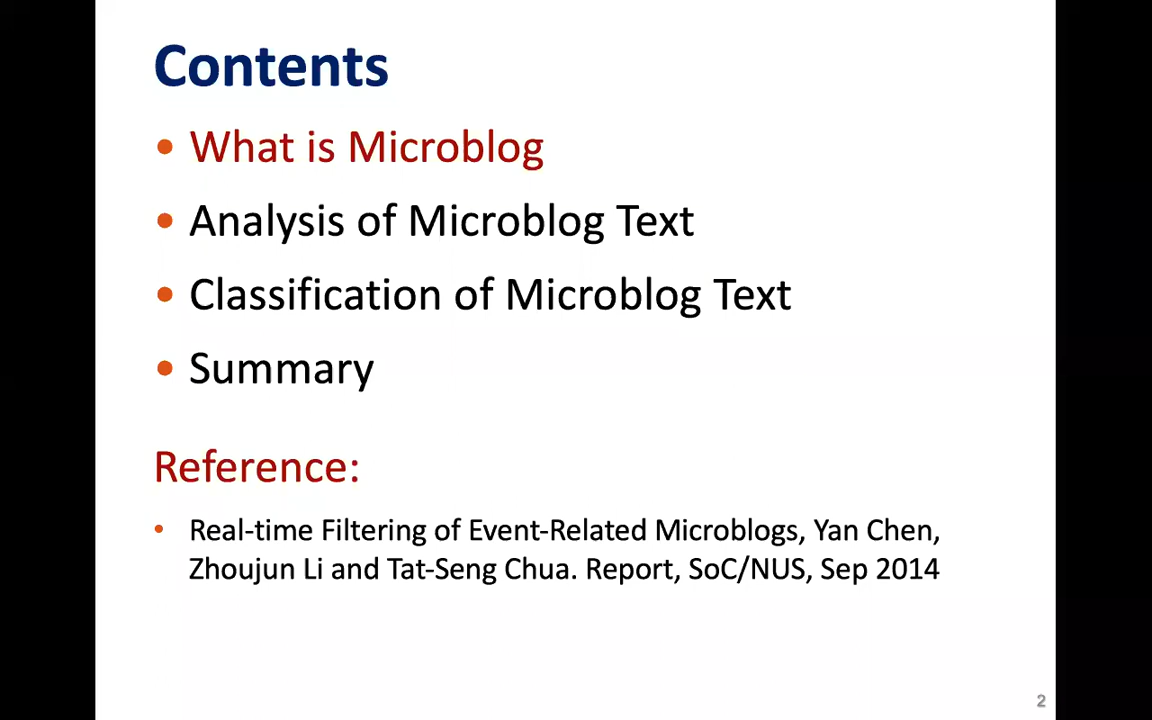 Contents
• What is Microblog
• Analysis of Microblog Text
• Classification of Microblog Text
• Summary
Reference:
• Real-time Filtering of Event-Related Microblogs, Yan Chen,
Zhoujun Li and Tat-Seng Chua. Report, SoC/NUS, Sep 2014
2